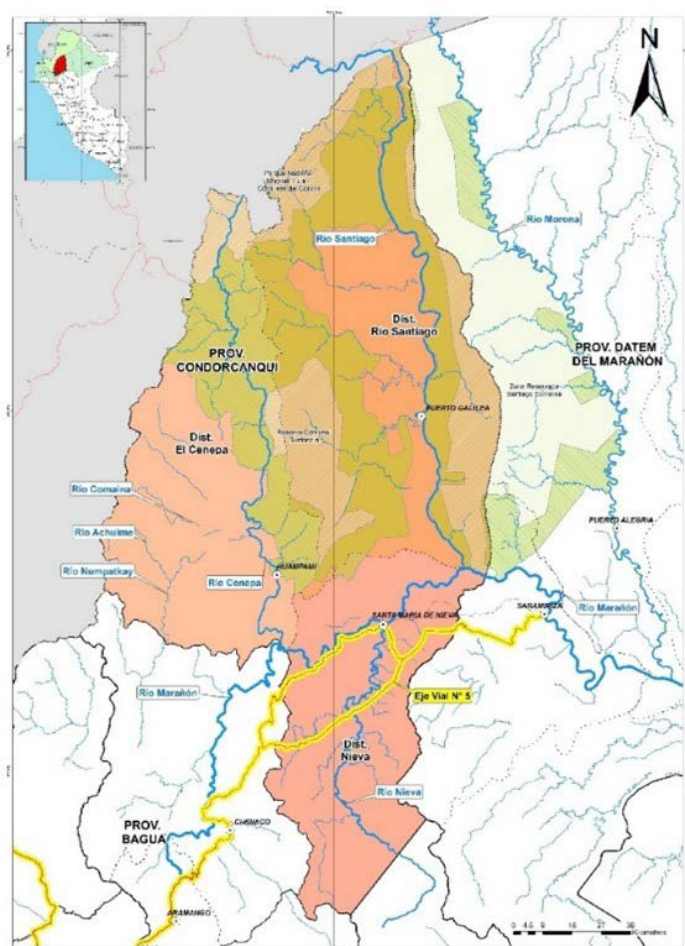 N
Río Morona
Río Santiago
Dist.
Río Santiago
PROV.
CONDORCANQUI
PROV. DATEM
DEL MARAÑÓN
PUERTO GALILEA
Dist.
El Cenepa
Río Comaina
Río Achuime
Río Numpatkay
Río Cenepa
HUAMPAMI
PUERTO ALEGRIA
SANTA MARIA DE NIEVA
SARAMIRIZA
Río Marañón
Río Marañón
Eje Vial N° 5
Dist.
Nieva
Río Nieva
PROV.
BAGUA
CHIRIACO
ARAMANGO